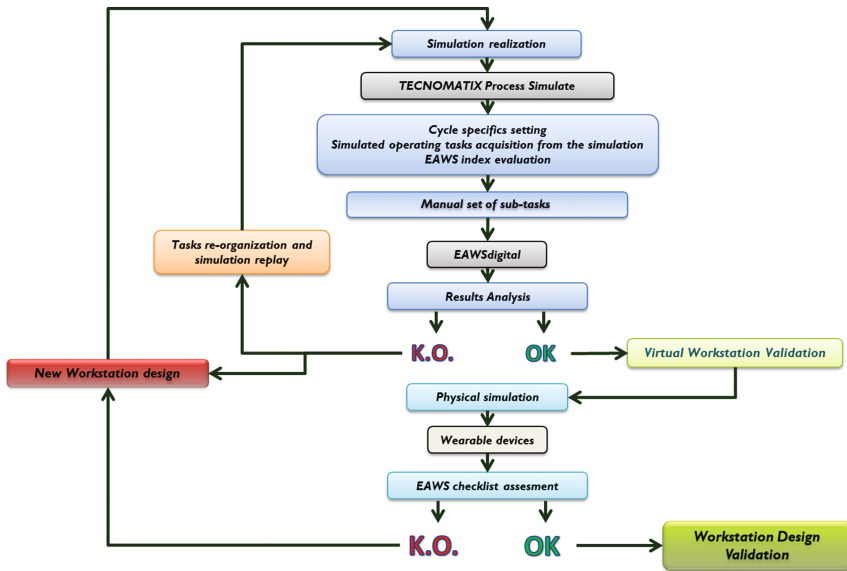 Simulation realization
TECNOMATIX Process Simulate
Cycle specifics setting
Simulated operating tasks acquisition from the simulation
EAWS index evaluation
Manual set of sub-tasks
Tasks re-organization and
simulation replay
EAWSdigital
Results Analysis
K.O.
OK
Virtual Workstation Validation
New Workstation design
Physical simulation
Wearable devices
EAWS checklist assesment
K.O.
OK
Workstation Design
Validation